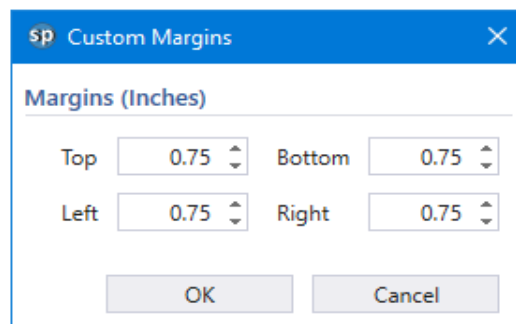 sp Custom Margins
Margins (Inches)
Top 0.75 Bottom 0.75
Left 0.75 Right 0.75
OK Cancel